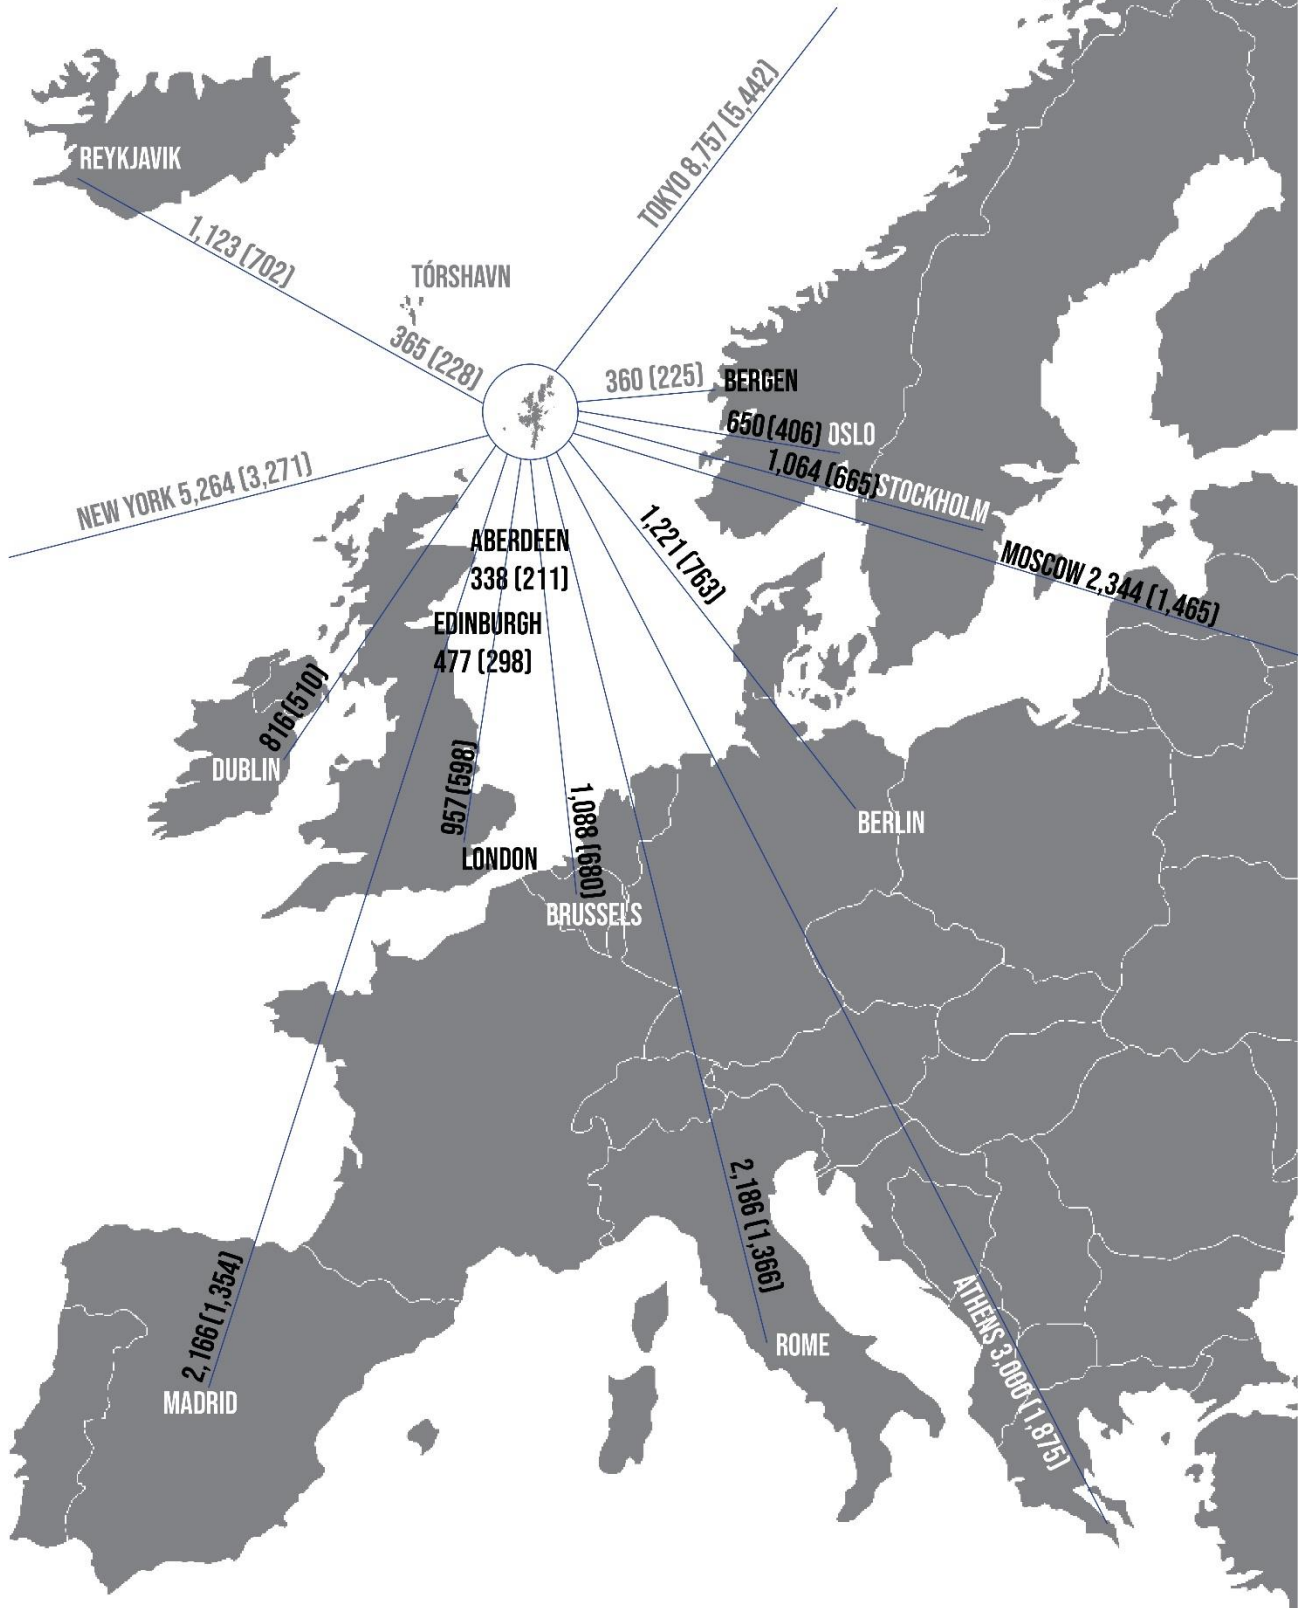 TOKYO 8,757 (5,442)
REYKJAVIK
1,123 (702)
TÓRSHAVN
365 (228)
360 (225)
BERGEN
650 (406)
OSLO
1,064 (665)
STOCKHOLM
NEW YORK 5,264 (3,271)
MOSCOW 2,344 (1,465)
1,221 (763)
ABERDEEN
338 (211)
EDINBURGH
477 (298)
816 (510)
DUBLIN
957 (598)
LONDON
1,088 (680)
BRUSSELS
BERLIN
2,186 (1,366)
ROME
2,166 (1,354)
MADRID
ATHENS 3,000 (1,875)